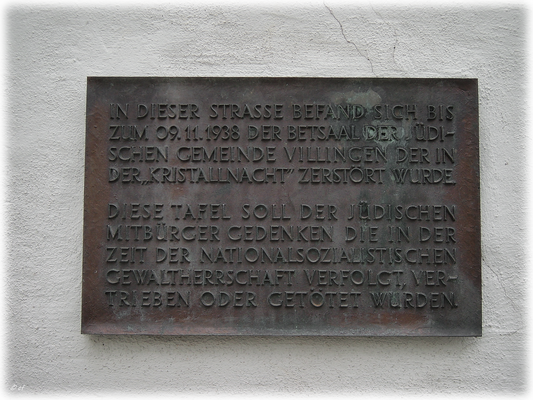 IN DIESER STRASSE BEFAND SICH BIS
ZUM 09.11.1938 DER BETSAAL DER JÜDI-
SCHEN GEMEINDE VILLINGEN DER IN
DER „KRISTALLNACHT" ZERSTÖRT WURDE.
DIESE TAFEL SOLL DER JÜDISCHEN
MITBÜRGER GEDENKEN DIE IN DER
ZEIT DER NATIONALSOZIALISTISCHEN
GEWALTHERRSCHAFT VERFOLGT, VER-
TRIEBEN ODER GETÖTET WURDEN.